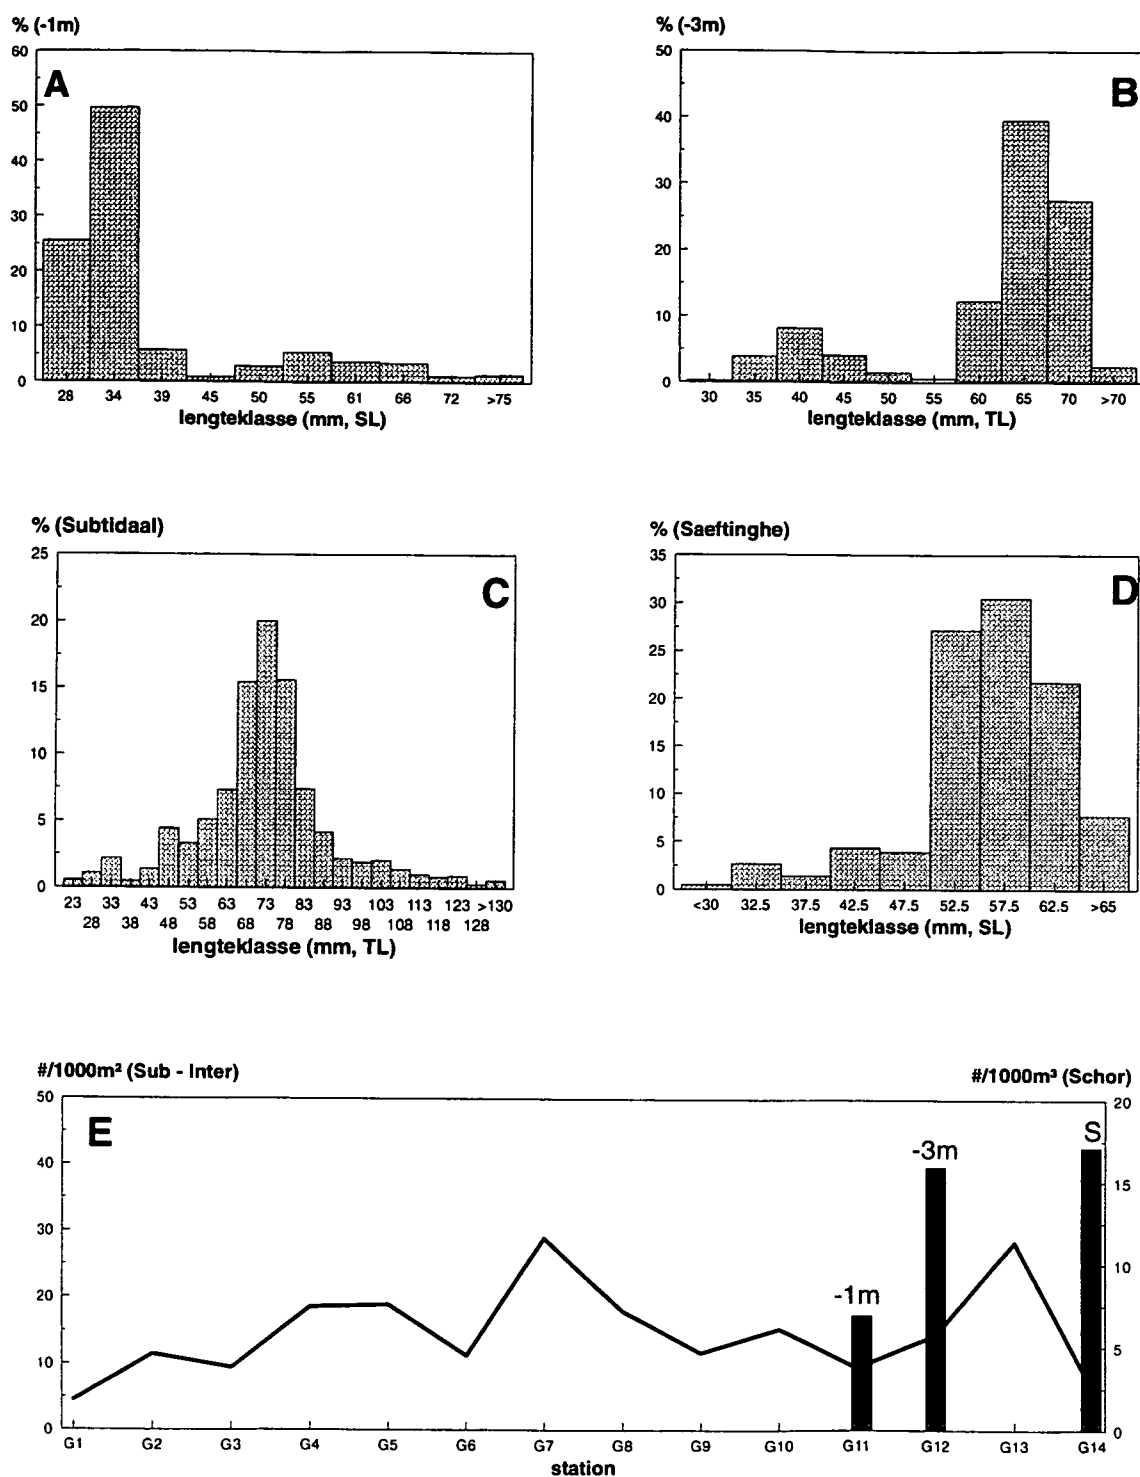 % (-1m)
60
A
50
40
30
20
10
0
28 34 39 45 50 55 61 66 72 >75
lengteklasse (mm, SL)
% (-3m)
50
B
40
30
20
10
0
30 35 40 45 50 55 60 65 70 >70
lengteklasse (mm, TL)
% (Subtidaal)
25
C
20
15
10
5
0
23 33 43 53 63 73 83 93 103 113 123 >130
28 38 48 58 68 78 88 98 108 118 128
lengteklasse (mm, TL)
% (Saeftinghe)
35
D
30
25
20
15
10
5
0
<30 32.5 37.5 42.5 47.5 52.5 57.5 62.5 >65
lengteklasse (mm, SL)
#/1000m² (Sub - Inter)
#/1000m³ (Schor)
50
20
E
S
-3m
40
15
30
10
-1m
20
5
10
0
0
G1 G2 G3 G4 G5 G6 G7 G8 G9 G10 G11 G12 G13 G14
station